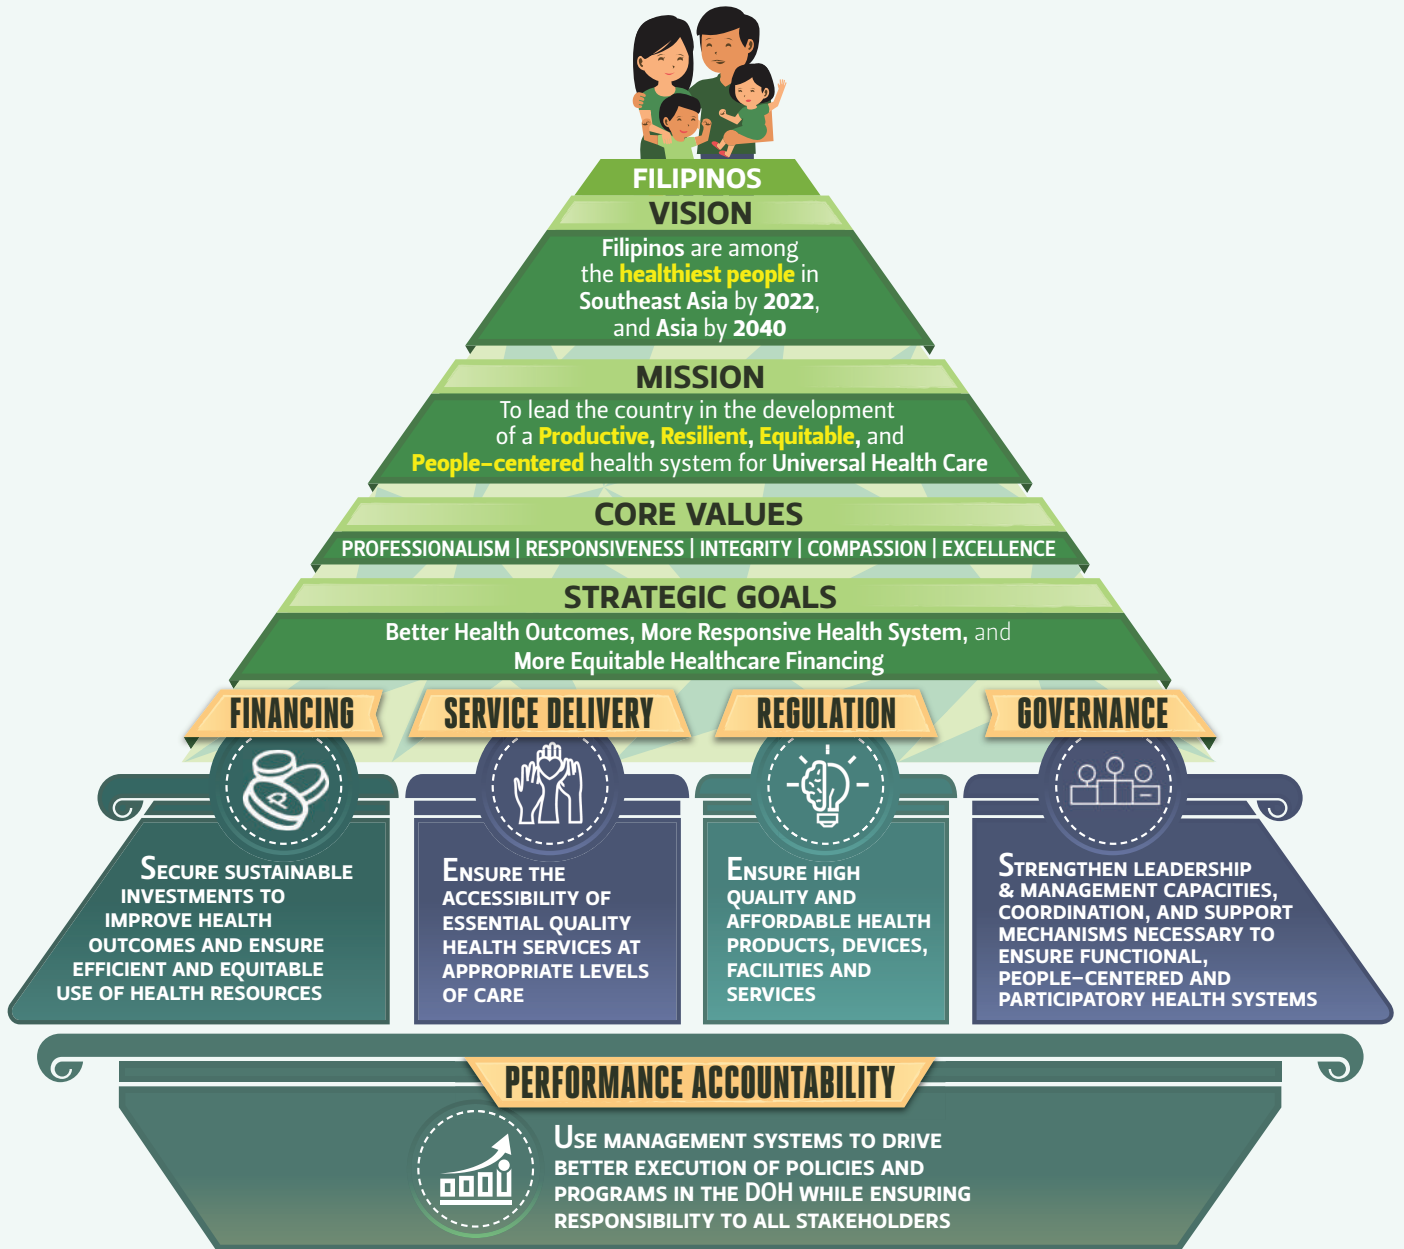 FILIPINOS
VISION
Filipinos are among
the healthiest people in
Southeast Asia by 2022,
and Asia by 2040
MISSION
To lead the country in the development
of a Productive, Resilient, Equitable, and
People-centered health system for Universal Health Care
CORE VALUES
PROFESSIONALISM | RESPONSIVENESS | INTEGRITY | COMPASSION | EXCELLENCE
STRATEGIC GOALS
Better Health Outcomes, More Responsive Health System, and
More Equitable Healthcare Financing
FINANCING
SECURE SUSTAINABLE
INVESTMENTS TO
IMPROVE HEALTH
OUTCOMES AND ENSURE
EFFICIENT AND EQUITABLE
USE OF HEALTH RESOURCES
SERVICE DELIVERY
ENSURE THE
ACCESSIBILITY OF
ESSENTIAL QUALITY
HEALTH SERVICES AT
APPROPRIATE LEVELS
OF CARE
REGULATION
ENSURE HIGH
QUALITY AND
AFFORDABLE HEALTH
PRODUCTS, DEVICES,
FACILITIES AND
SERVICES
GOVERNANCE
STRENGTHEN LEADERSHIP
& MANAGEMENT CAPACITIES,
COORDINATION, AND SUPPORT
MECHANISMS NECESSARY TO
ENSURE FUNCTIONAL,
PEOPLE-CENTERED AND
PARTICIPATORY HEALTH SYSTEMS
PERFORMANCE ACCOUNTABILITY
USE MANAGEMENT SYSTEMS TO DRIVE
BETTER EXECUTION OF POLICIES AND
PROGRAMS IN THE DOH WHILE ENSURING
RESPONSIBILITY TO ALL STAKEHOLDERS